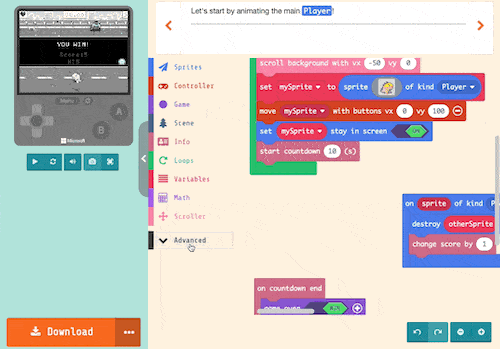 Let's start by animating the main Player!
YOU WIN!
Score:5
Menu
A
B
Microsoft
Download
Sprites
Controller
Game
Scene
Info
Loops
Variables
Math
Scroller
Advanced
scroll background with vx -50 vy 0
set mySprite to sprite of kind Player
move mySprite with buttons vx 0 vy 100
set mySprite stay in screen ON
start countdown 10 (s)
on sprite of kind
destroy otherSprite
change score by 1
on countdown end
game over WIN